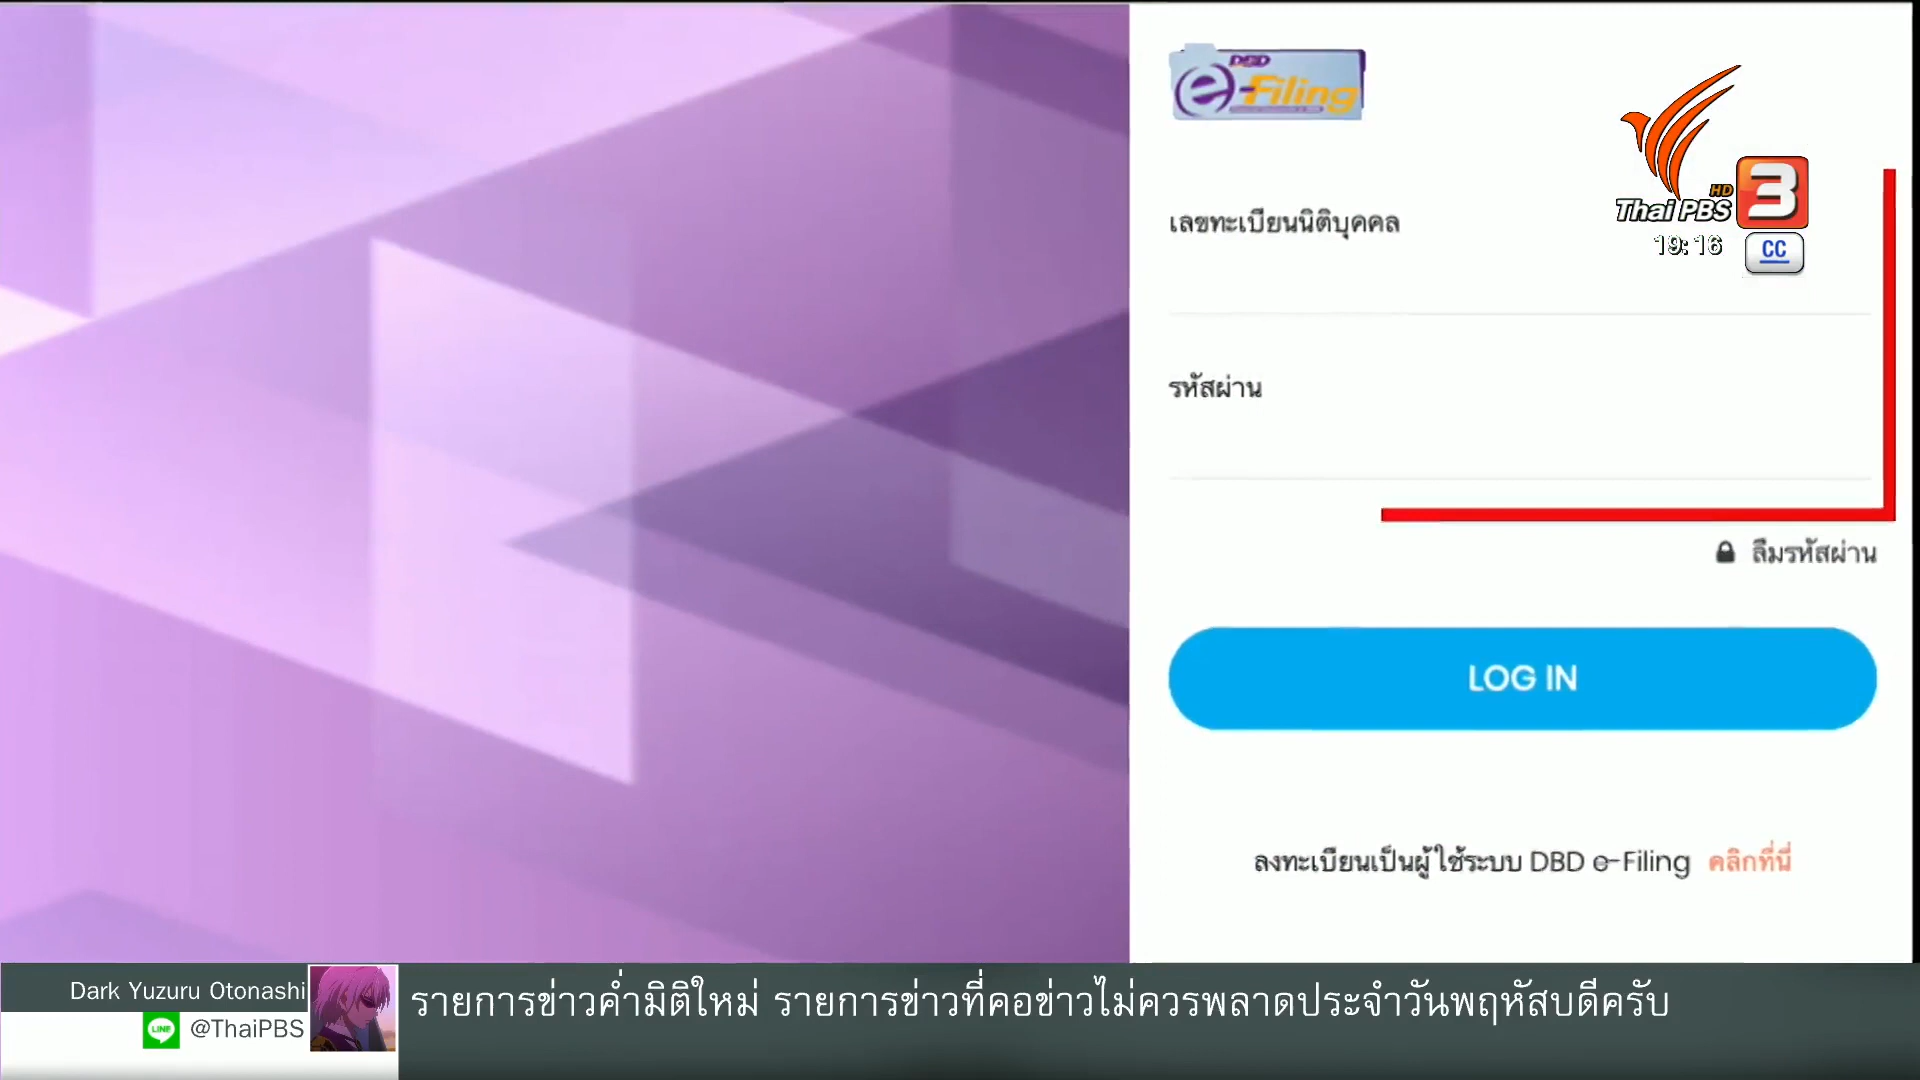 DBD
e-Filing
HD
Thai PBS
3
19:16
CC
เลขทะเบียนนิติบุคคล
รหัสผ่าน
ลืมรหัสผ่าน
LOG IN
ลงทะเบียนเป็นผู้ใช้ระบบ DBD e-Filing คลิกที่นี่
Dark Yuzuru Otonashi
LINE @ThaiPBS
รายการข่าวค่ำมิติใหม่ รายการข่าวที่คอข่าวไม่ควรพลาดประจำวันพฤหัสบดีครับ